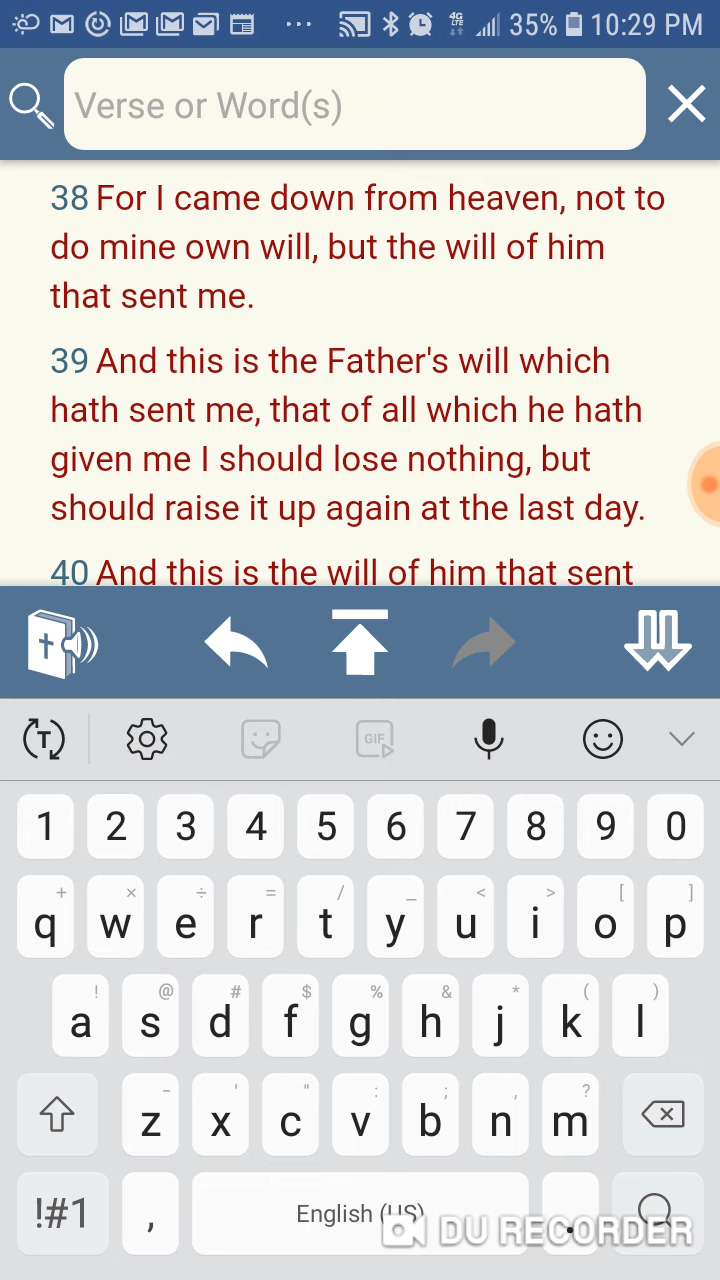 4G LTE 35% 10:29 PM
Verse or Word(s)
38 For I came down from heaven, not to
do mine own will, but the will of him
that sent me.
39 And this is the Father's will which
hath sent me, that of all which he hath
given me I should lose nothing, but
should raise it up again at the last day.
40 And this is the will of him that sent
T GIF
1 2 3 4 5 6 7 8 9 0
+ × ÷ = / _ < > [ ]
q w e r t y u i o p
! @ # $ % & * ( )
a s d f g h j k l
- ' " : ; , ?
z x c v b n m
!#1 , English (US) .
DU RECORDER